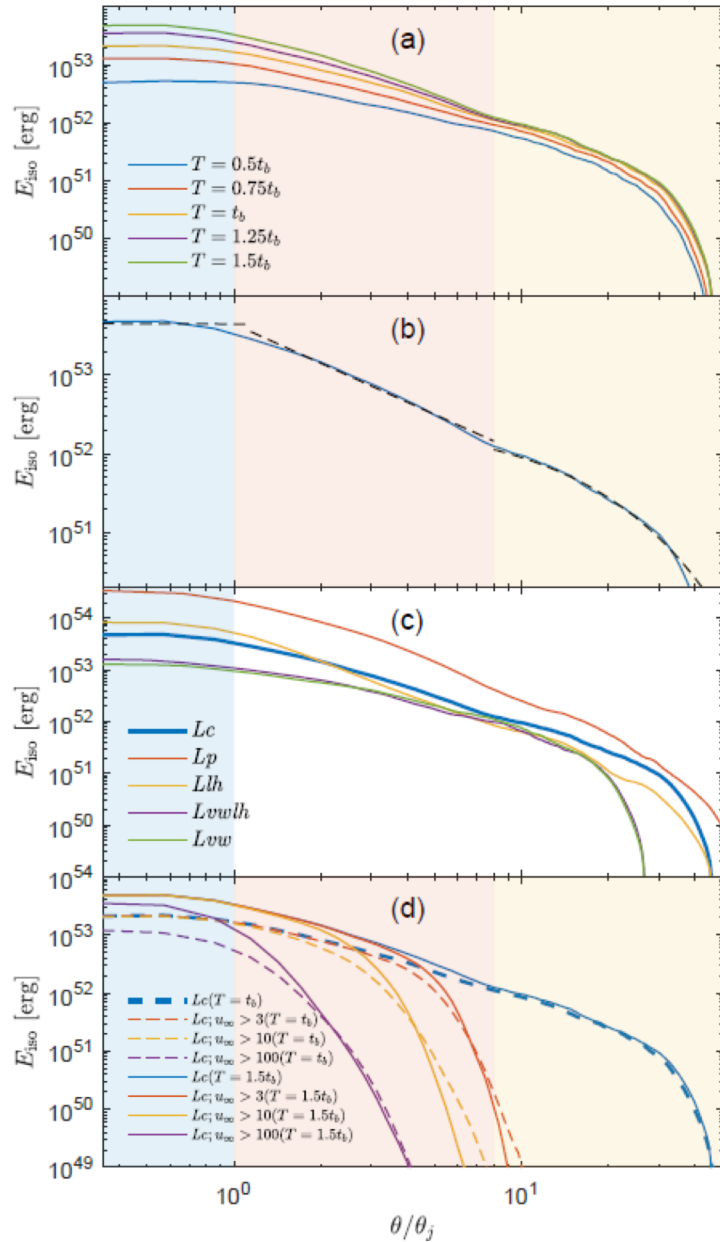 (a)
10^53
10^52
10^51
10^50
E_iso [erg]
T = 0.5t_b
T = 0.75t_b
T = t_b
T = 1.25t_b
T = 1.5t_b
(b)
10^53
10^52
10^51
E_iso [erg]
(c)
10^54
10^53
10^52
10^51
10^50
10^54
E_iso [erg]
Lc
Lp
Llh
Lvwlh
Lvw
(d)
10^53
10^52
10^51
10^50
10^49
E_iso [erg]
Lc(T = t_b)
Lc; u_∞ > 3(T = t_b)
Lc; u_∞ > 10(T = t_b)
Lc; u_∞ > 100(T = t_b)
Lc(T = 1.5t_b)
Lc; u_∞ > 3(T = 1.5t_b)
Lc; u_∞ > 10(T = 1.5t_b)
Lc; u_∞ > 100(T = 1.5t_b)
10^0
10^1
θ/θ_j